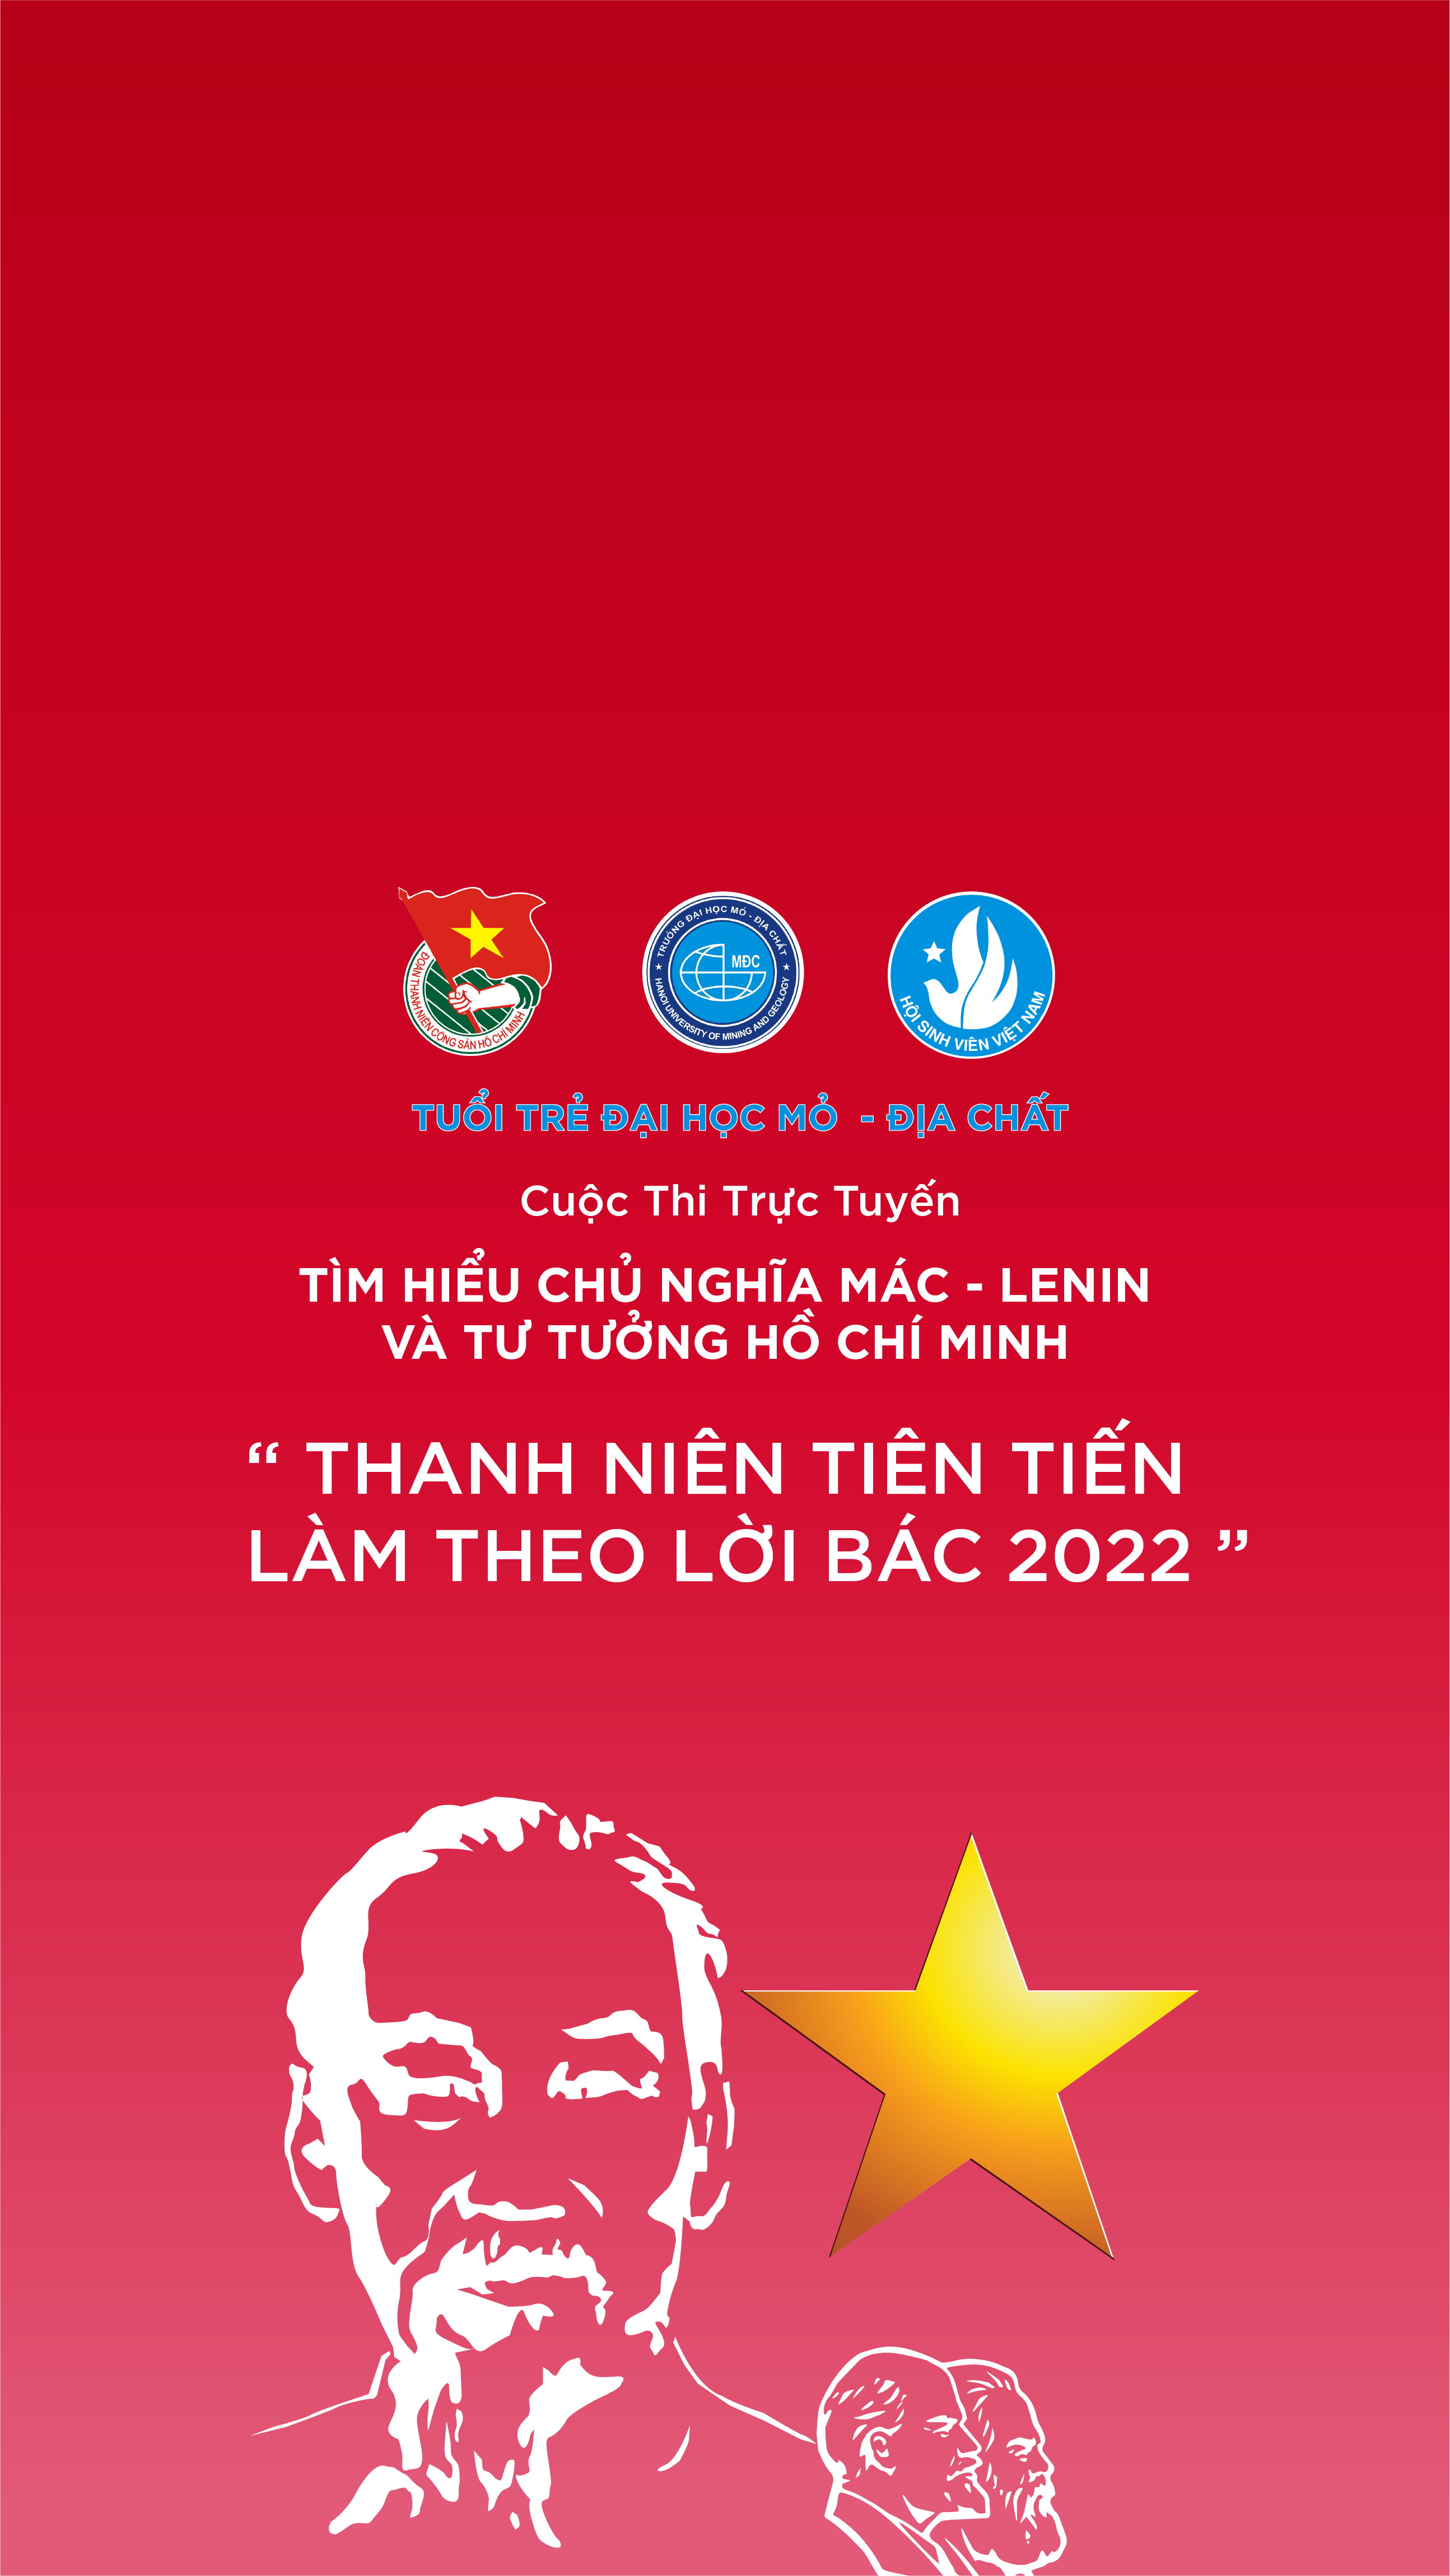 ĐOÀN THANH NIÊN CỘNG SẢN HỒ CHÍ MINH
TRƯỜNG ĐẠI HỌC MỎ - ĐỊA CHẤT
MĐC
HANOI UNIVERSITY OF MINING AND GEOLOGY
HỘI SINH VIÊN VIỆT NAM
TUỔI TRẺ ĐẠI HỌC MỎ - ĐỊA CHẤT
Cuộc Thi Trực Tuyến
TÌM HIỂU CHỦ NGHĨA MÁC - LENIN
VÀ TƯ TƯỞNG HỒ CHÍ MINH
“ THANH NIÊN TIÊN TIẾN
LÀM THEO LỜI BÁC 2022 ”